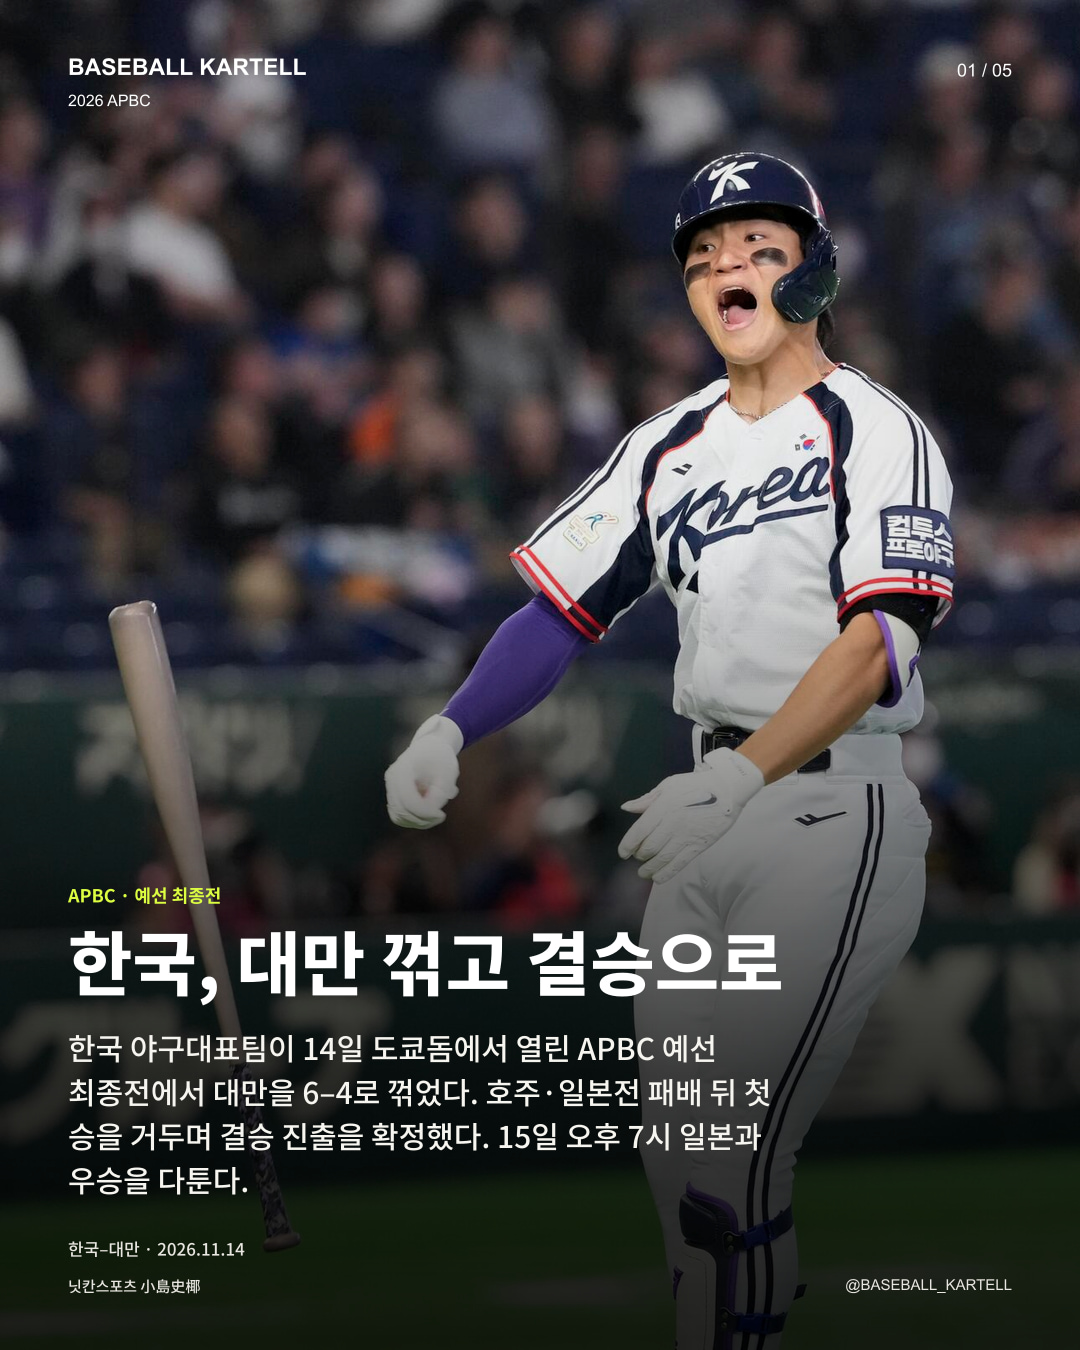 BASEBALL KARTELL
01 / 05
2026 APBC
K
Korea
컴투스
프로야구
APBC · 예선 최종전
한국, 대만 꺾고 결승으로
한국 야구대표팀이 14일 도쿄돔에서 열린 APBC 예선
최종전에서 대만을 6–4로 꺾었다. 호주·일본전 패배 뒤 첫
승을 거두며 결승 진출을 확정했다. 15일 오후 7시 일본과
우승을 다툰다.
한국–대만 · 2026.11.14
닛칸스포츠 小島史椰
@BASEBALL_KARTELL